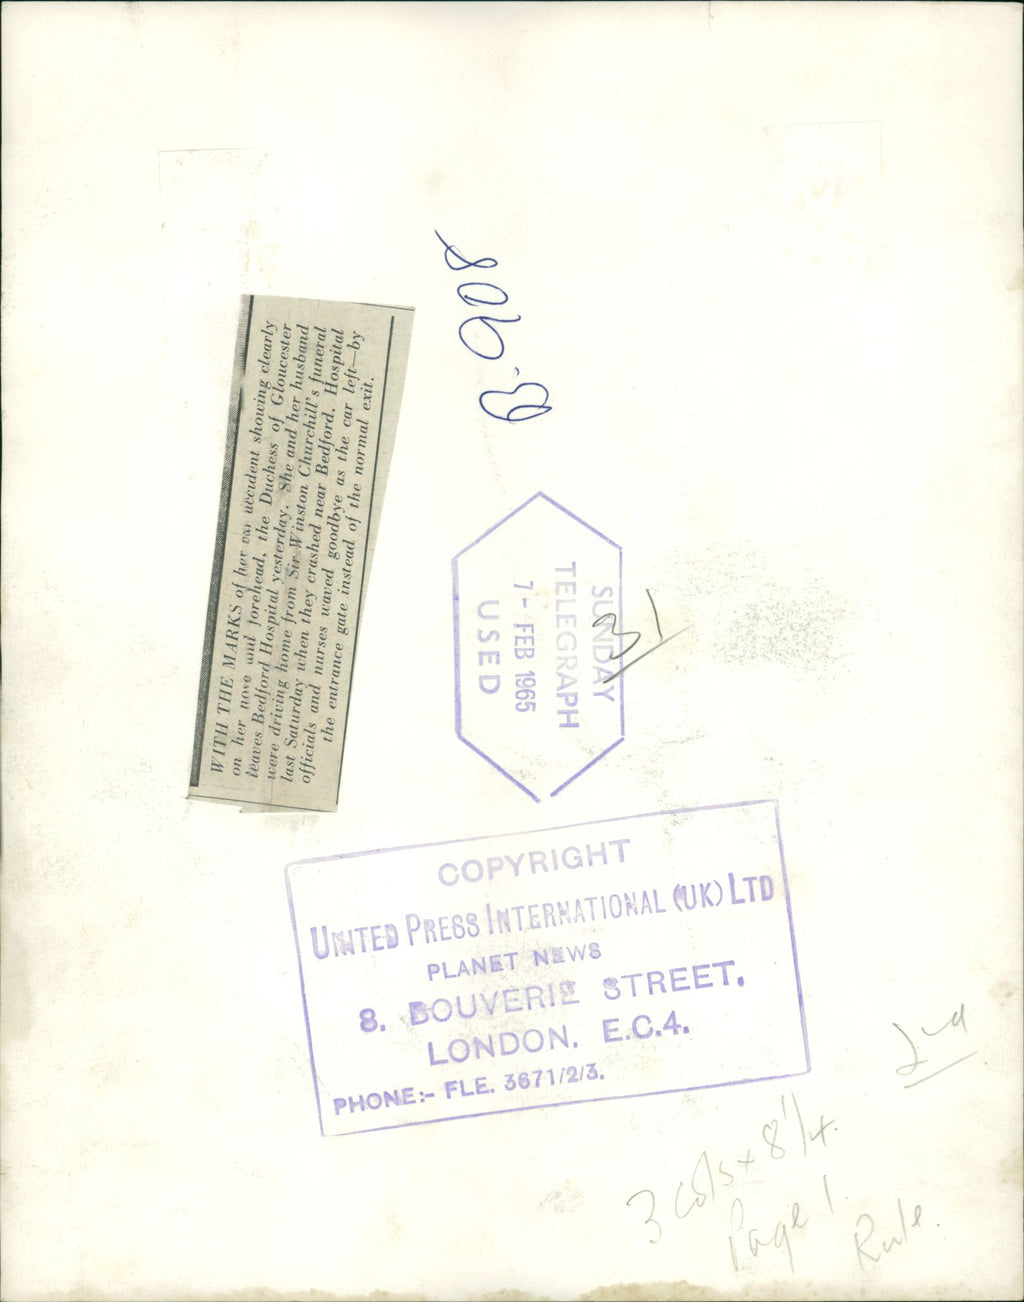 B-908
WITH THE MARKS of her car accident showing clearly
on her nose and forehead, the Duchess of Gloucester
leaves Bedford Hospital yesterday. She and her husband
were driving home from Sir Winston Churchill's funeral
last Saturday when they crashed near Bedford. Hospital
officials and nurses waved goodbye as the car left—by
the entrance gate instead of the normal exit.
SUNDAY
TELEGRAPH
7 - FEB 1965
USED
COPYRIGHT
UNITED PRESS INTERNATIONAL (UK) LTD
PLANET NEWS
8. BOUVERIE STREET,
LONDON. E.C.4.
PHONE:- FLE. 3671/2/3.
3 cols x 8 1/4.
Page 1
Rule.